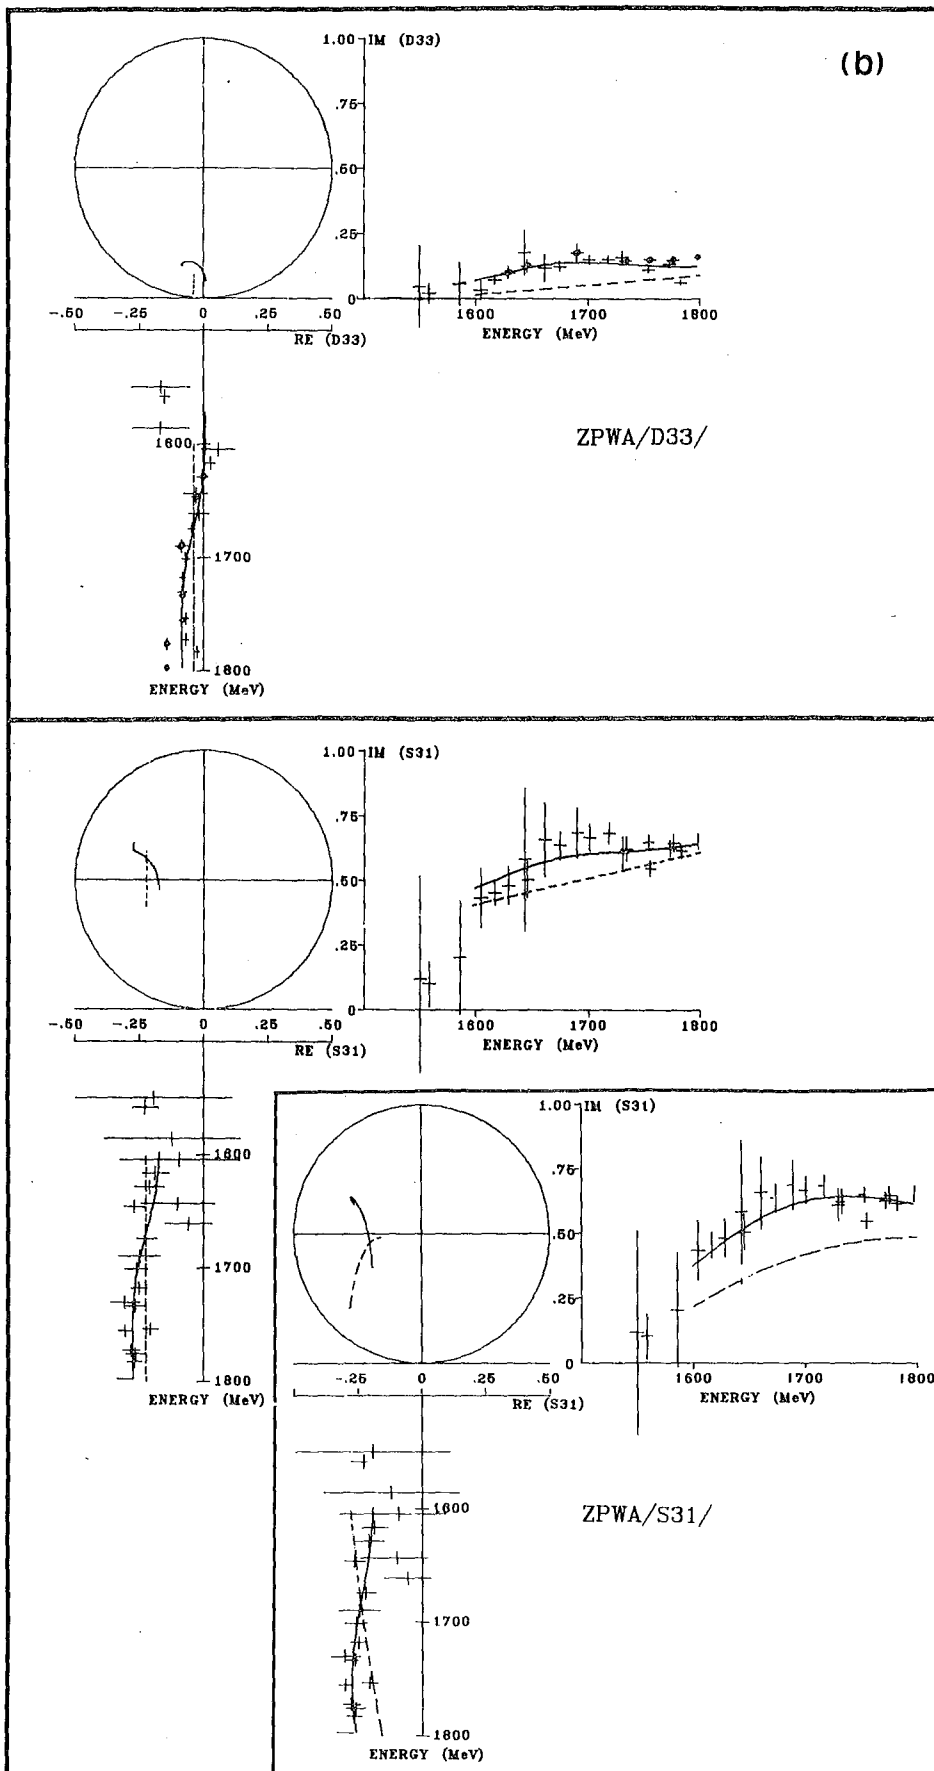 (b)
1.00 IM (D33)
.75
.50
.25
0
-.50 -.25 0 .25 .50
RE (D33)
1600 1700 1800
ENERGY (MeV)
1600
1700
1800
ENERGY (MeV)
ZPWA/D33/
1.00 IM (S31)
.75
.50
.25
0
-.50 -.25 0 .25 .50
RE (S31)
1600 1700 1800
ENERGY (MeV)
1600
1700
1800
ENERGY (MeV)
1.00 IM (S31)
.75
.50
.25
0
-.25 0 .25 .50
RE (S31)
1600 1700 1800
ENERGY (MeV)
1600
1700
1800
ENERGY (MeV)
ZPWA/S31/